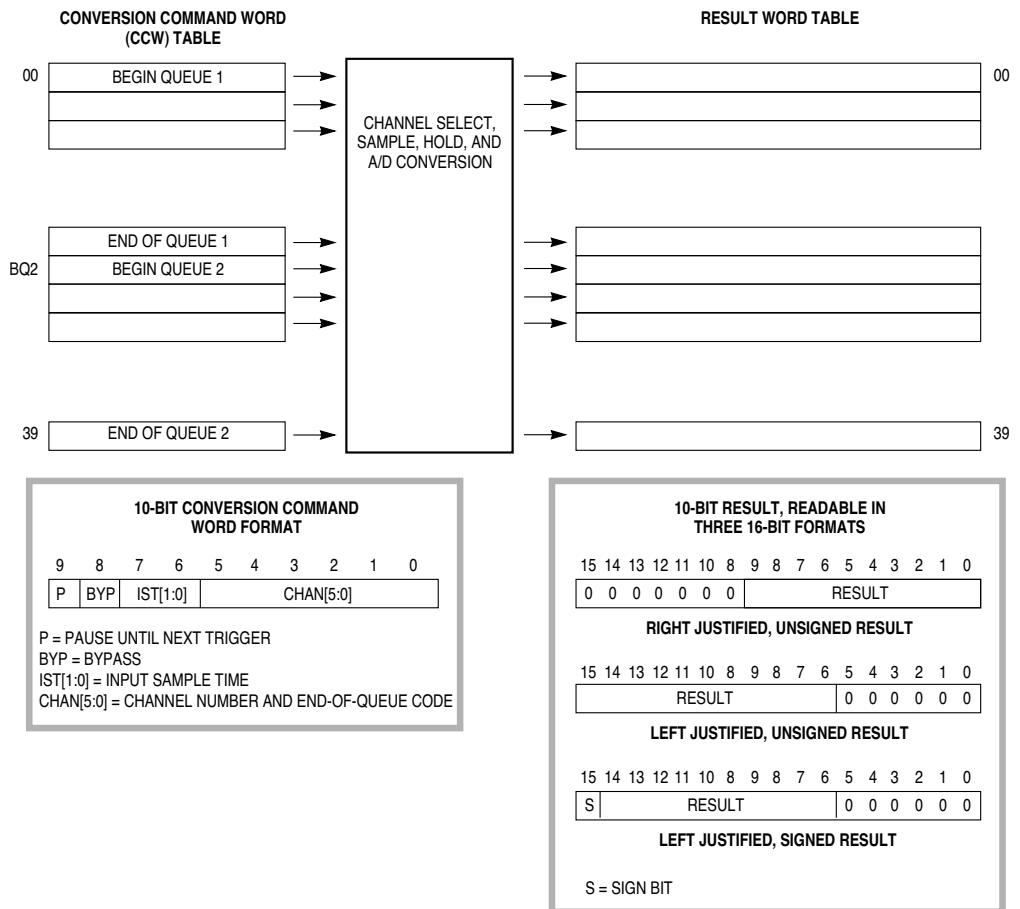 CONVERSION COMMAND WORD
(CCW) TABLE
RESULT WORD TABLE
00 BEGIN QUEUE 1 00
CHANNEL SELECT,
SAMPLE, HOLD, AND
A/D CONVERSION
END OF QUEUE 1
BQ2 BEGIN QUEUE 2
39 END OF QUEUE 2 39
10-BIT CONVERSION COMMAND
WORD FORMAT
9 8 7 6 5 4 3 2 1 0
P BYP IST[1:0] CHAN[5:0]
P = PAUSE UNTIL NEXT TRIGGER
BYP = BYPASS
IST[1:0] = INPUT SAMPLE TIME
CHAN[5:0] = CHANNEL NUMBER AND END-OF-QUEUE CODE
10-BIT RESULT, READABLE IN
THREE 16-BIT FORMATS
15 14 13 12 11 10 8 9 8 7 6 5 4 3 2 1 0
0 0 0 0 0 0 0 RESULT
RIGHT JUSTIFIED, UNSIGNED RESULT
15 14 13 12 11 10 8 9 8 7 6 5 4 3 2 1 0
RESULT 0 0 0 0 0 0
LEFT JUSTIFIED, UNSIGNED RESULT
15 14 13 12 11 10 8 9 8 7 6 5 4 3 2 1 0
S RESULT 0 0 0 0 0 0
LEFT JUSTIFIED, SIGNED RESULT
S = SIGN BIT